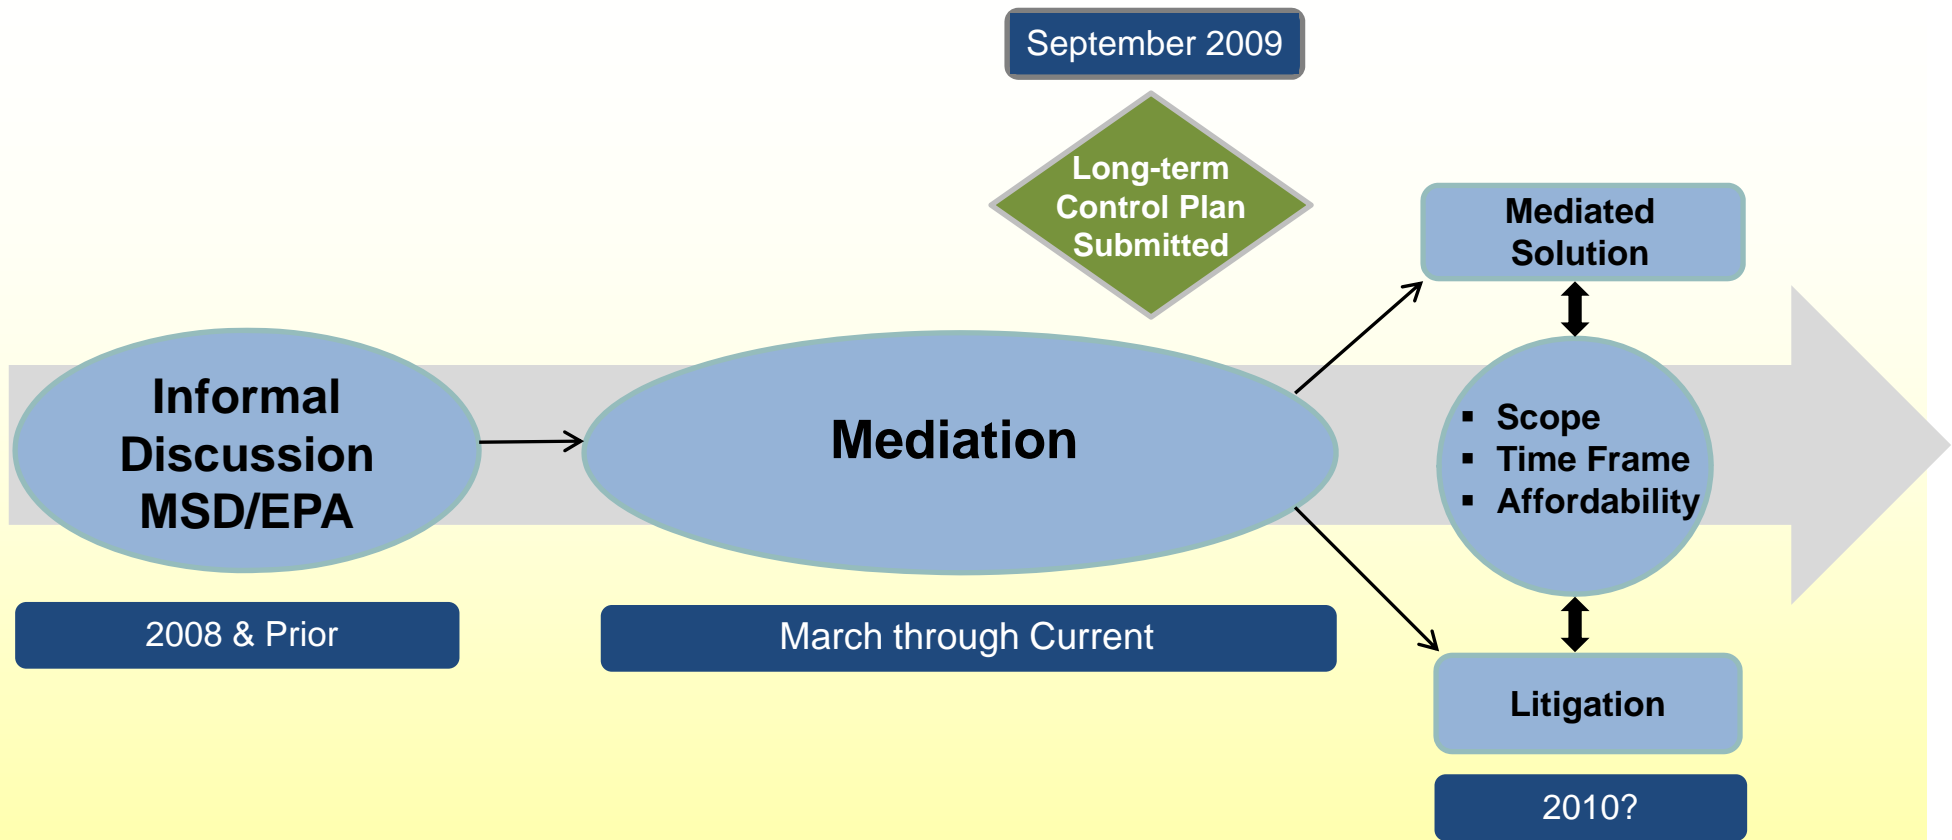 September 2009
Long-term
Control Plan
Submitted
Informal
Discussion
MSD/EPA
2008 & Prior
Mediation
March through Current
Mediated
Solution
▪ Scope
▪ Time Frame
▪ Affordability
Litigation
2010?